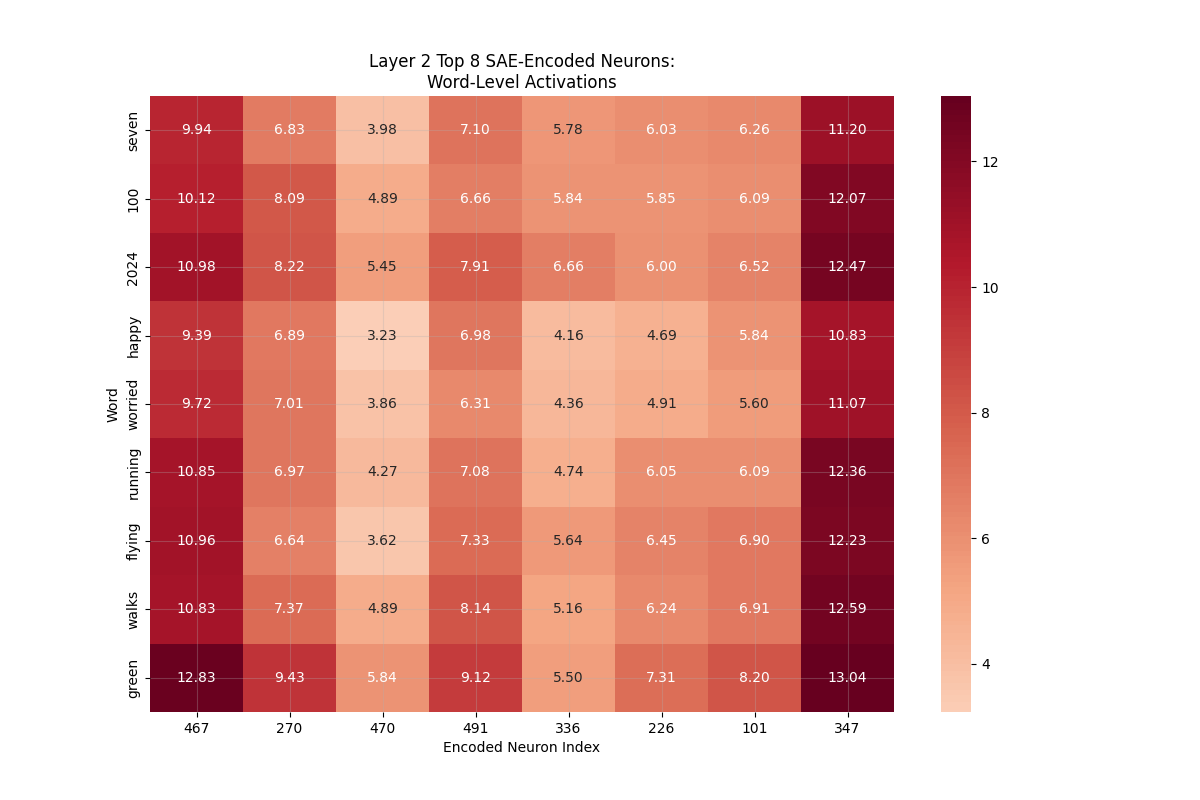 Layer 2 Top 8 SAE-Encoded Neurons:
Word-Level Activations
seven 9.94 6.83 3.98 7.10 5.78 6.03 6.26 11.20
100 10.12 8.09 4.89 6.66 5.84 5.85 6.09 12.07
2024 10.98 8.22 5.45 7.91 6.66 6.00 6.52 12.47
happy 9.39 6.89 3.23 6.98 4.16 4.69 5.84 10.83
worried 9.72 7.01 3.86 6.31 4.36 4.91 5.60 11.07
running 10.85 6.97 4.27 7.08 4.74 6.05 6.09 12.36
flying 10.96 6.64 3.62 7.33 5.64 6.45 6.90 12.23
walks 10.83 7.37 4.89 8.14 5.16 6.24 6.91 12.59
green 12.83 9.43 5.84 9.12 5.50 7.31 8.20 13.04
467 270 470 491 336 226 101 347
Encoded Neuron Index
Word
12
10
8
6
4